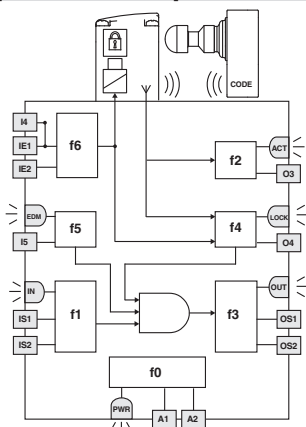 CODE
I4
IE1
IE2
f6
ACT
f2
O3
EDM
I5
f5
LOCK
f4
O4
IN
IS1
IS2
f1
OUT
f3
OS1
OS2
f0
PWR
A1
A2